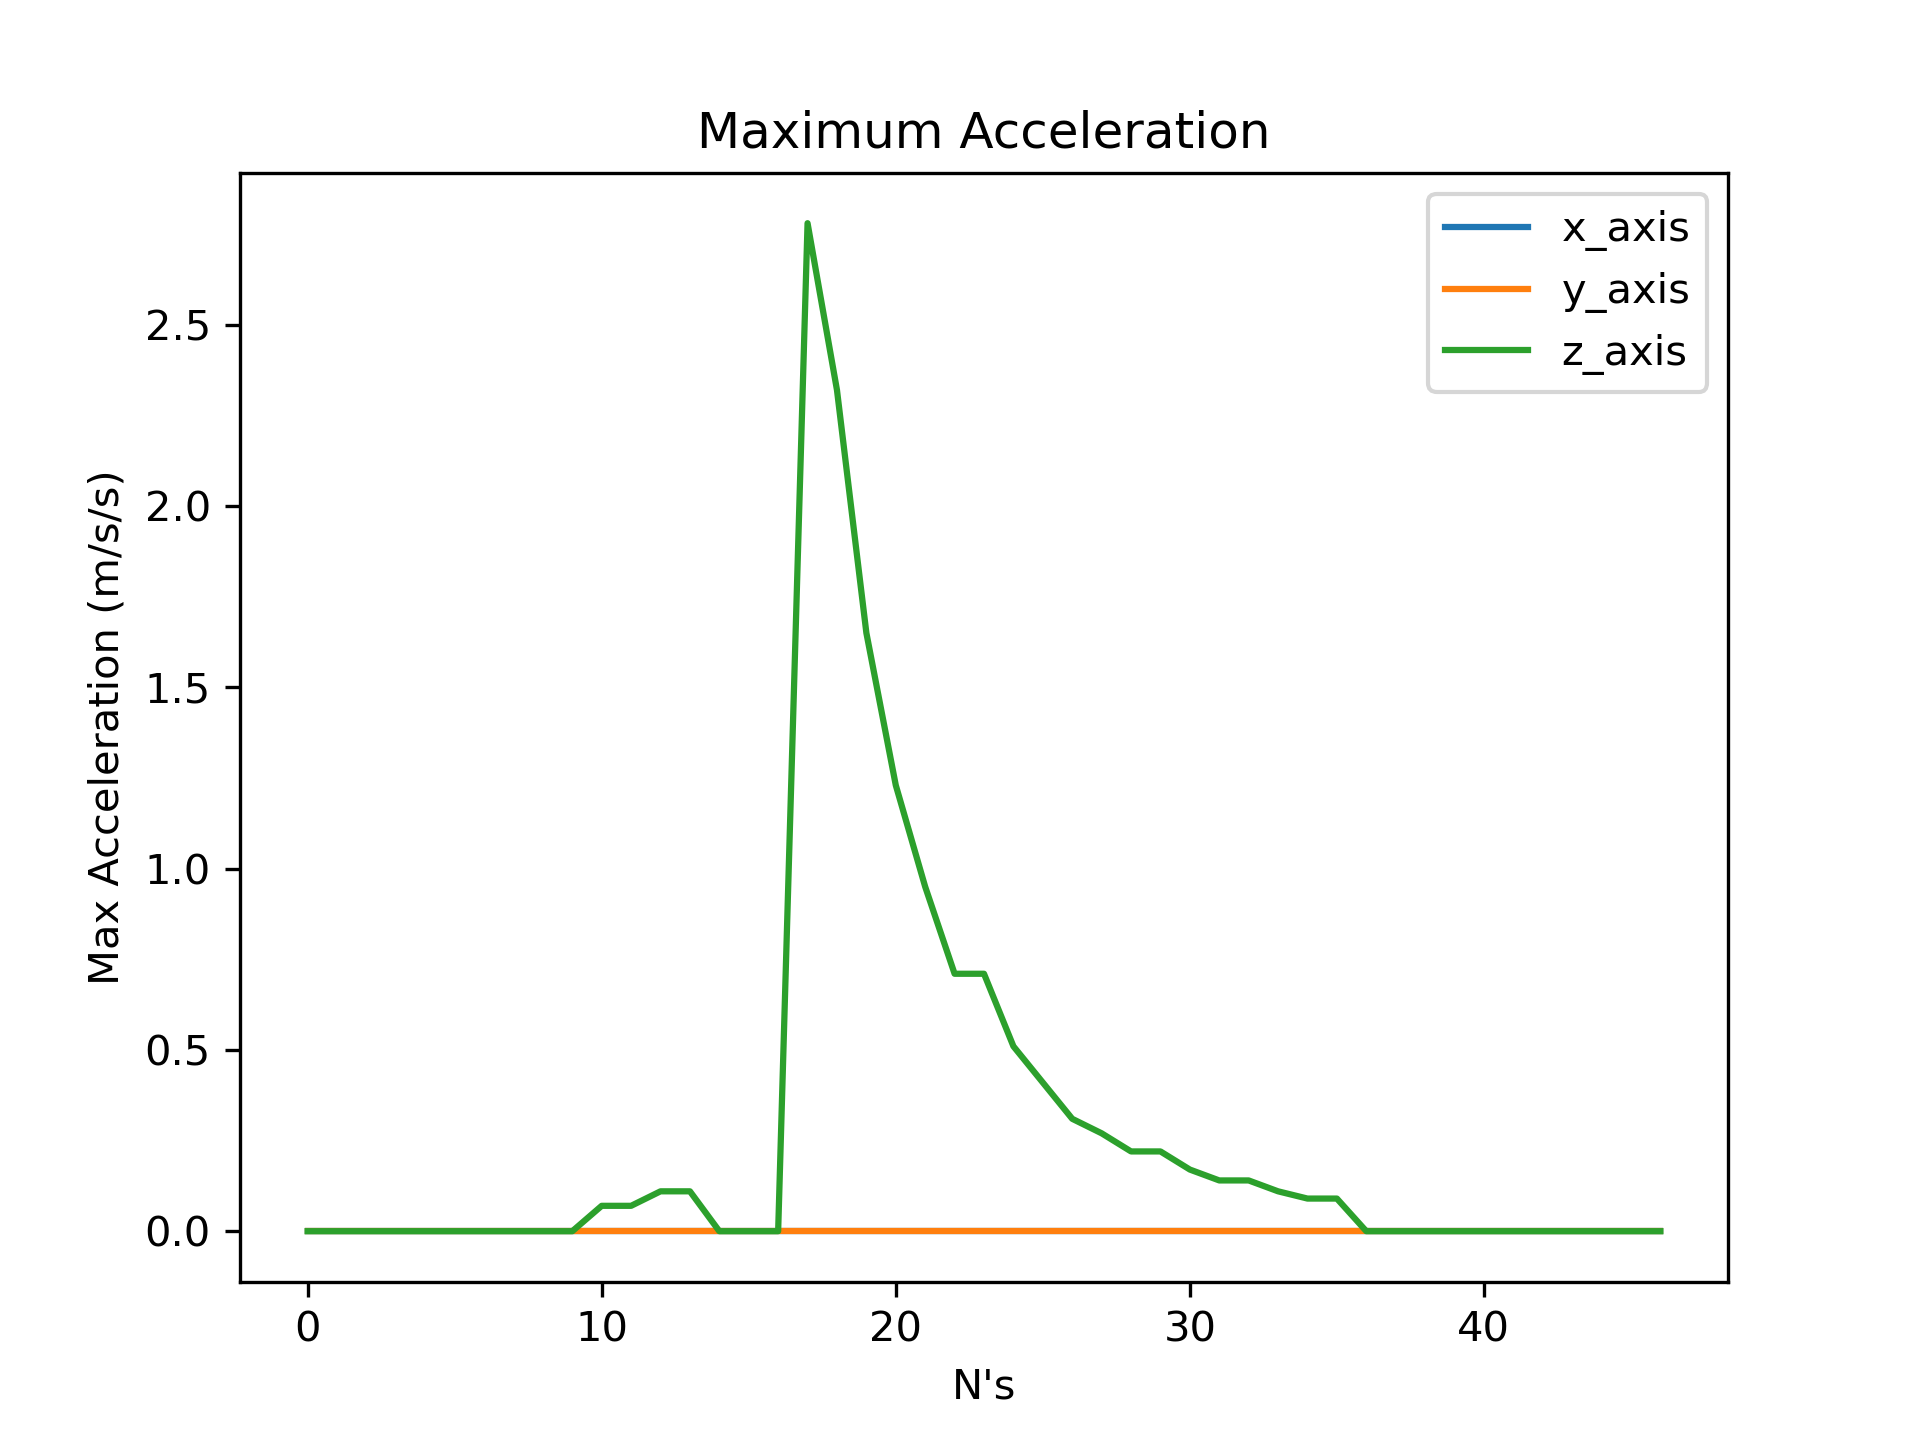 Maximum Acceleration
x_axis
y_axis
z_axis
Max Acceleration (m/s/s)
2.5
2.0
1.5
1.0
0.5
0.0
0 10 20 30 40
N's